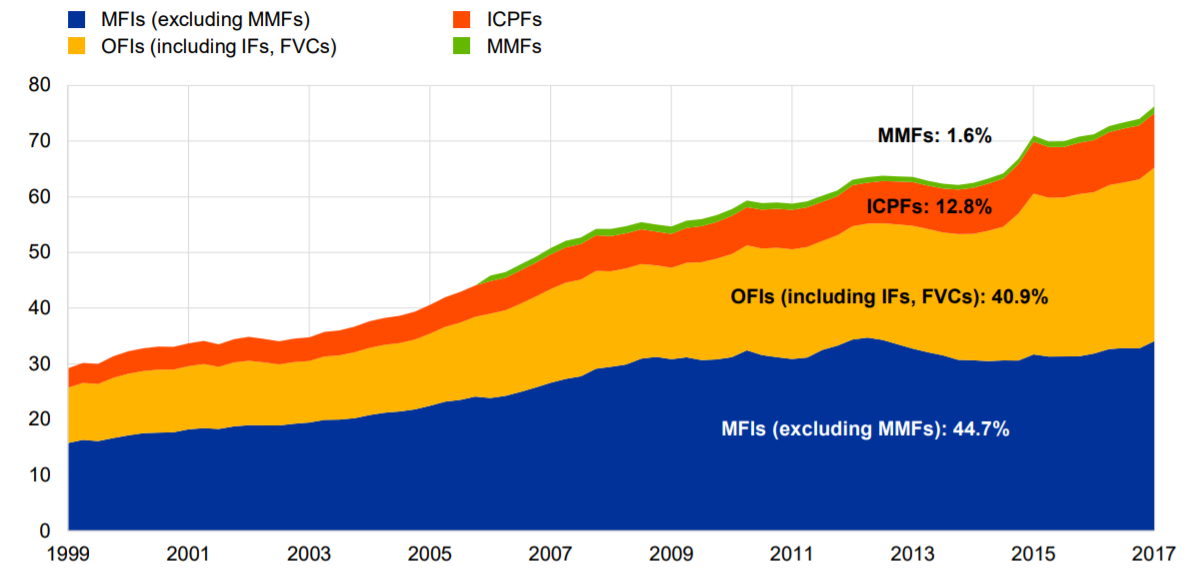 MFIs (excluding MMFs)
ICPFs
OFIs (including IFs, FVCs)
MMFs
80
70
60
50
40
30
20
10
0
MMFs: 1.6%
ICPFs: 12.8%
OFIs (including IFs, FVCs): 40.9%
MFIs (excluding MMFs): 44.7%
1999
2001
2003
2005
2007
2009
2011
2013
2015
2017